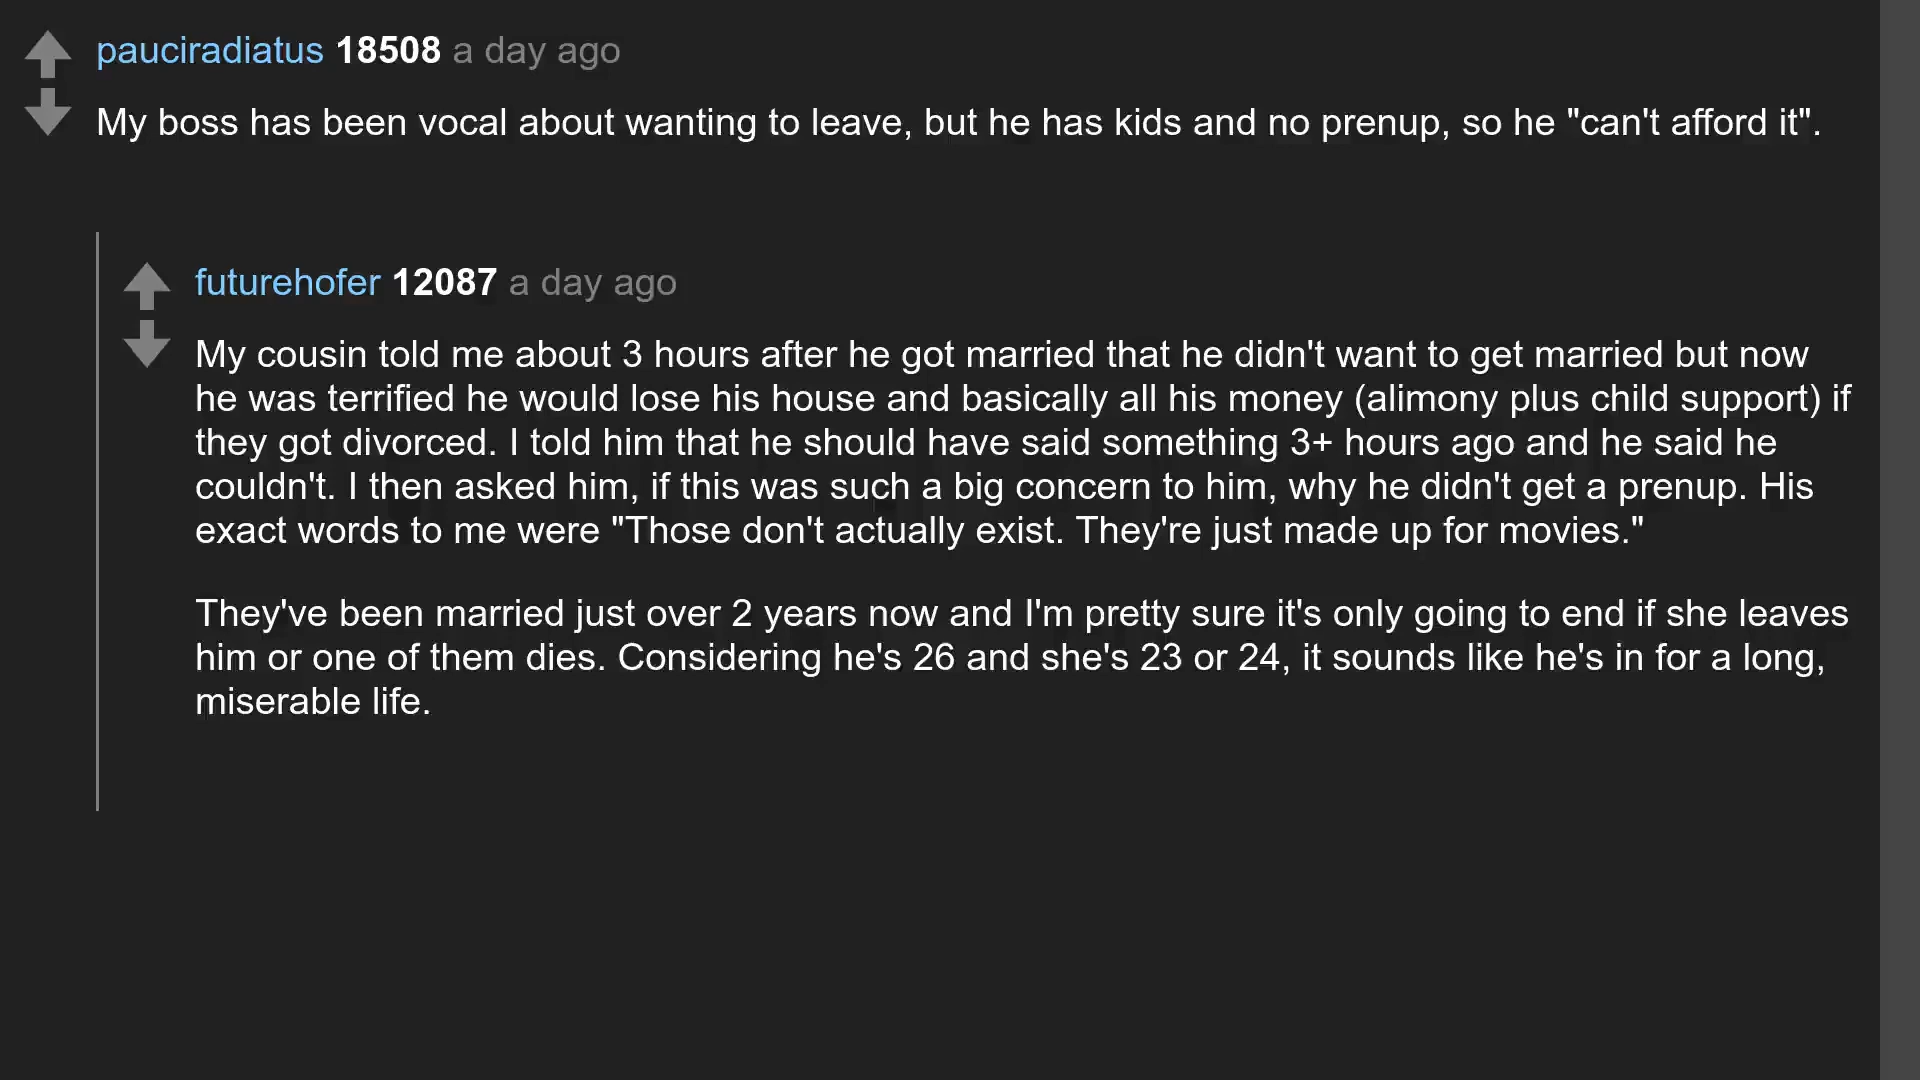 pauciradiatus 18508 a day ago
My boss has been vocal about wanting to leave, but he has kids and no prenup, so he "can't afford it".
futurehofer 12087 a day ago
My cousin told me about 3 hours after he got married that he didn't want to get married but now
he was terrified he would lose his house and basically all his money (alimony plus child support) if
they got divorced. I told him that he should have said something 3+ hours ago and he said he
couldn't. I then asked him, if this was such a big concern to him, why he didn't get a prenup. His
exact words to me were "Those don't actually exist. They're just made up for movies."
They've been married just over 2 years now and I'm pretty sure it's only going to end if she leaves
him or one of them dies. Considering he's 26 and she's 23 or 24, it sounds like he's in for a long,
miserable life.